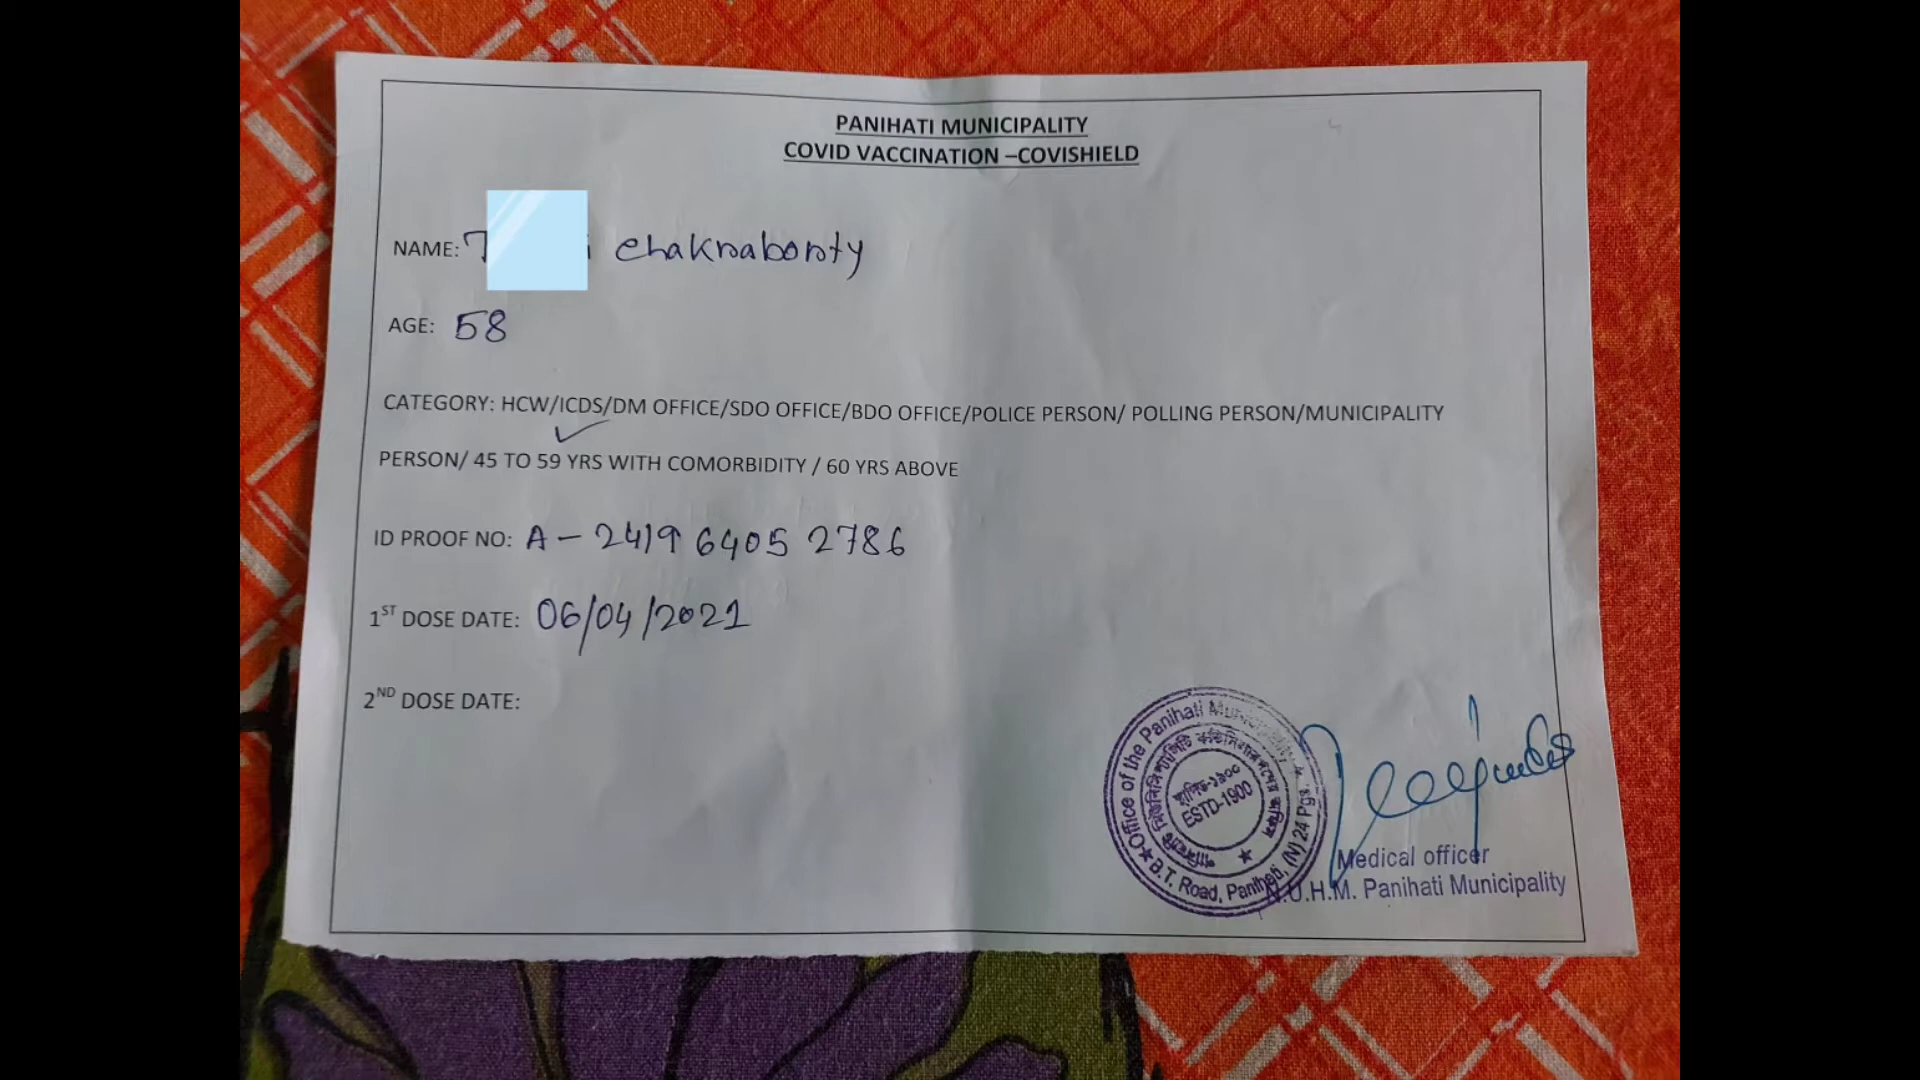 PANIHATI MUNICIPALITY
COVID VACCINATION –COVISHIELD
NAME: Chakraborty
AGE: 58
CATEGORY: HCW/ICDS/DM OFFICE/SDO OFFICE/BDO OFFICE/POLICE PERSON/ POLLING PERSON/MUNICIPALITY
PERSON/ 45 TO 59 YRS WITH COMORBIDITY / 60 YRS ABOVE
ID PROOF NO: A – 2419 6405 2786
1ST DOSE DATE: 06/04/2021
2ND DOSE DATE:
Office of the Panihati Municipality
B.T. Road, Panihati, (N) 24 Pgs.
স্থাপিত-১৯০০
ESTD-1900
Medical officer
N.U.H.M. Panihati Municipality